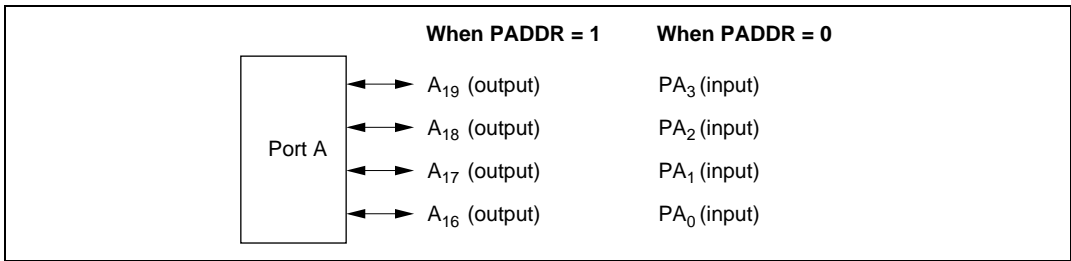 When PADDR = 1 When PADDR = 0
A19 (output) PA3 (input)
A18 (output) PA2 (input)
Port A
A17 (output) PA1 (input)
A16 (output) PA0 (input)